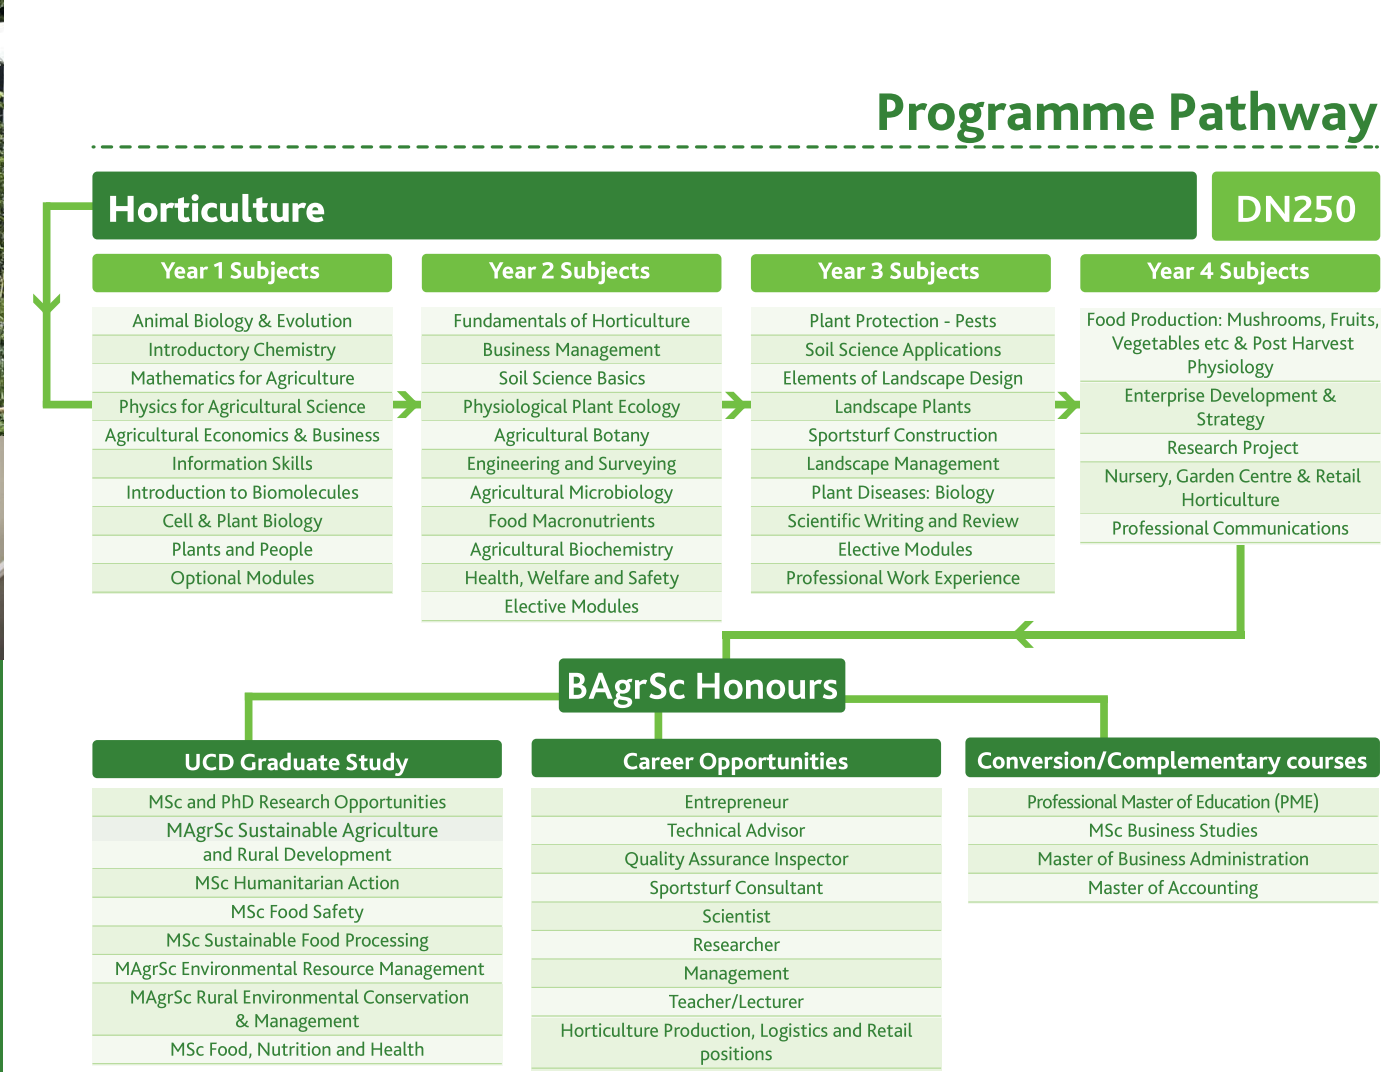 Programme Pathway
Horticulture
DN250
Year 1 Subjects
Animal Biology & Evolution
Introductory Chemistry
Mathematics for Agriculture
Physics for Agricultural Science
Agricultural Economics & Business
Information Skills
Introduction to Biomolecules
Cell & Plant Biology
Plants and People
Optional Modules
Year 2 Subjects
Fundamentals of Horticulture
Business Management
Soil Science Basics
Physiological Plant Ecology
Agricultural Botany
Engineering and Surveying
Agricultural Microbiology
Food Macronutrients
Agricultural Biochemistry
Health, Welfare and Safety
Elective Modules
Year 3 Subjects
Plant Protection - Pests
Soil Science Applications
Elements of Landscape Design
Landscape Plants
Sportsturf Construction
Landscape Management
Plant Diseases: Biology
Scientific Writing and Review
Elective Modules
Professional Work Experience
Year 4 Subjects
Food Production: Mushrooms, Fruits,
Vegetables etc & Post Harvest
Physiology
Enterprise Development &
Strategy
Research Project
Nursery, Garden Centre & Retail
Horticulture
Professional Communications
BAgrSc Honours
UCD Graduate Study
MSc and PhD Research Opportunities
MAgrSc Sustainable Agriculture
and Rural Development
MSc Humanitarian Action
MSc Food Safety
MSc Sustainable Food Processing
MAgrSc Environmental Resource Management
MAgrSc Rural Environmental Conservation
& Management
MSc Food, Nutrition and Health
Career Opportunities
Entrepreneur
Technical Advisor
Quality Assurance Inspector
Sportsturf Consultant
Scientist
Researcher
Management
Teacher/Lecturer
Horticulture Production, Logistics and Retail
positions
Conversion/Complementary courses
Professional Master of Education (PME)
MSc Business Studies
Master of Business Administration
Master of Accounting